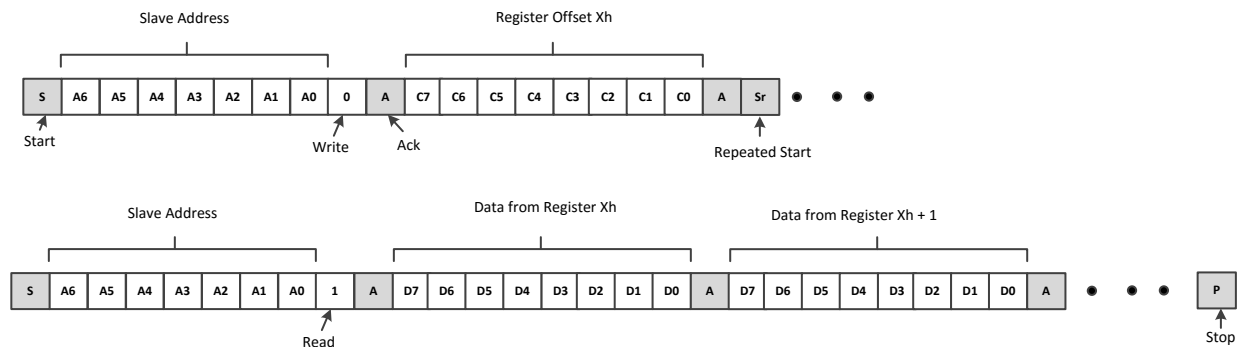 Slave Address Register Offset Xh
S A6 A5 A4 A3 A2 A1 A0 0 A C7 C6 C5 C4 C3 C2 C1 C0 A Sr
Start Write Ack Repeated Start
Slave Address Data from Register Xh Data from Register Xh + 1
S A6 A5 A4 A3 A2 A1 A0 1 A D7 D6 D5 D4 D3 D2 D1 D0 A D7 D6 D5 D4 D3 D2 D1 D0 A P
Read Stop